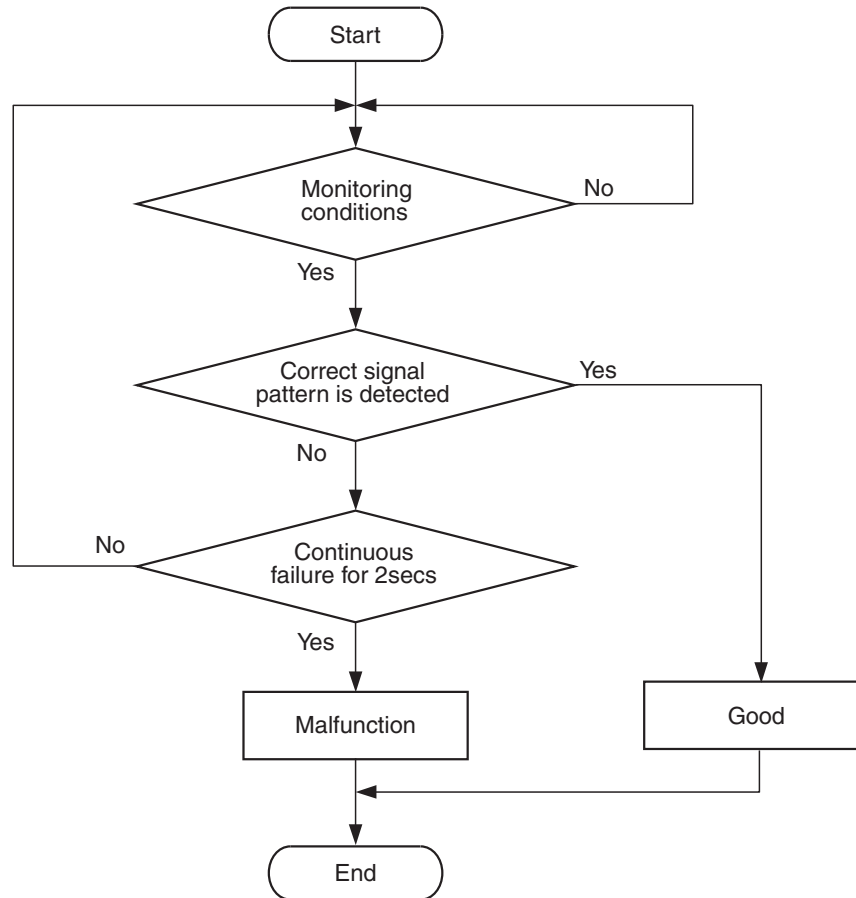 Start
Monitoring
conditions
No
Yes
Correct signal
pattern is detected
Yes
No
No
Continuous
failure for 2secs
Yes
Malfunction
Good
End